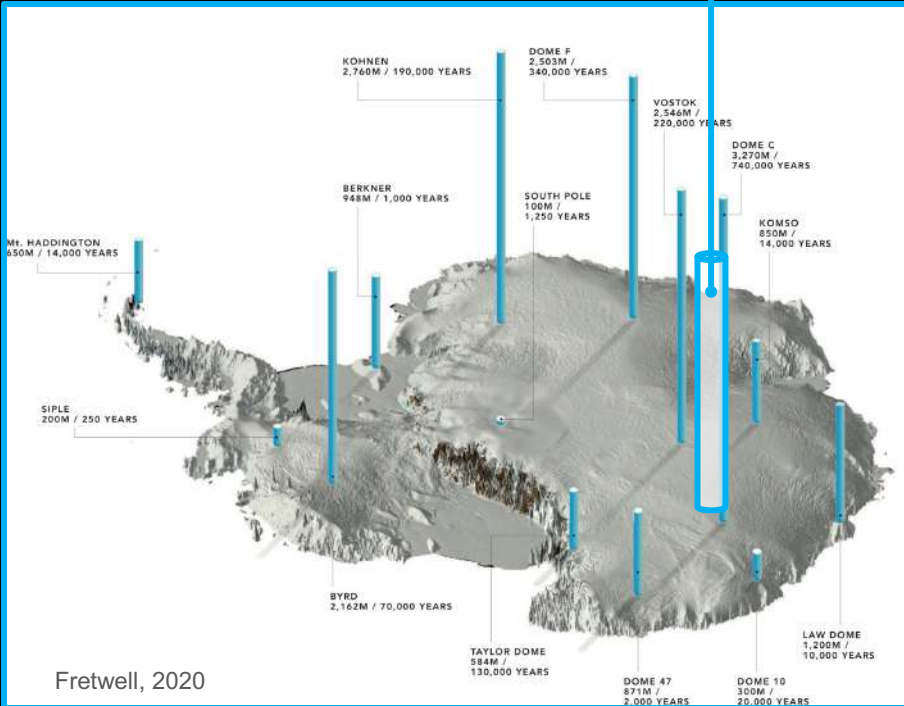 KOHNEN
2,760M / 190,000 YEARS
DOME F
2,503M /
340,000 YEARS
VOSTOK
2,546M /
220,000 YEARS
DOME C
3,270M /
740,000 YEARS
BERKNER
948M / 1,000 YEARS
SOUTH POLE
100M /
1,250 YEARS
KOMSO
850M /
14,000 YEARS
Mt. HADDINGTON
650M / 14,000 YEARS
SIPLE
200M / 250 YEARS
BYRD
2,162M / 70,000 YEARS
TAYLOR DOME
584M /
130,000 YEARS
DOME 47
871M /
2,000 YEARS
DOME 10
300M /
20,000 YEARS
LAW DOME
1,200M /
10,000 YEARS
Fretwell, 2020